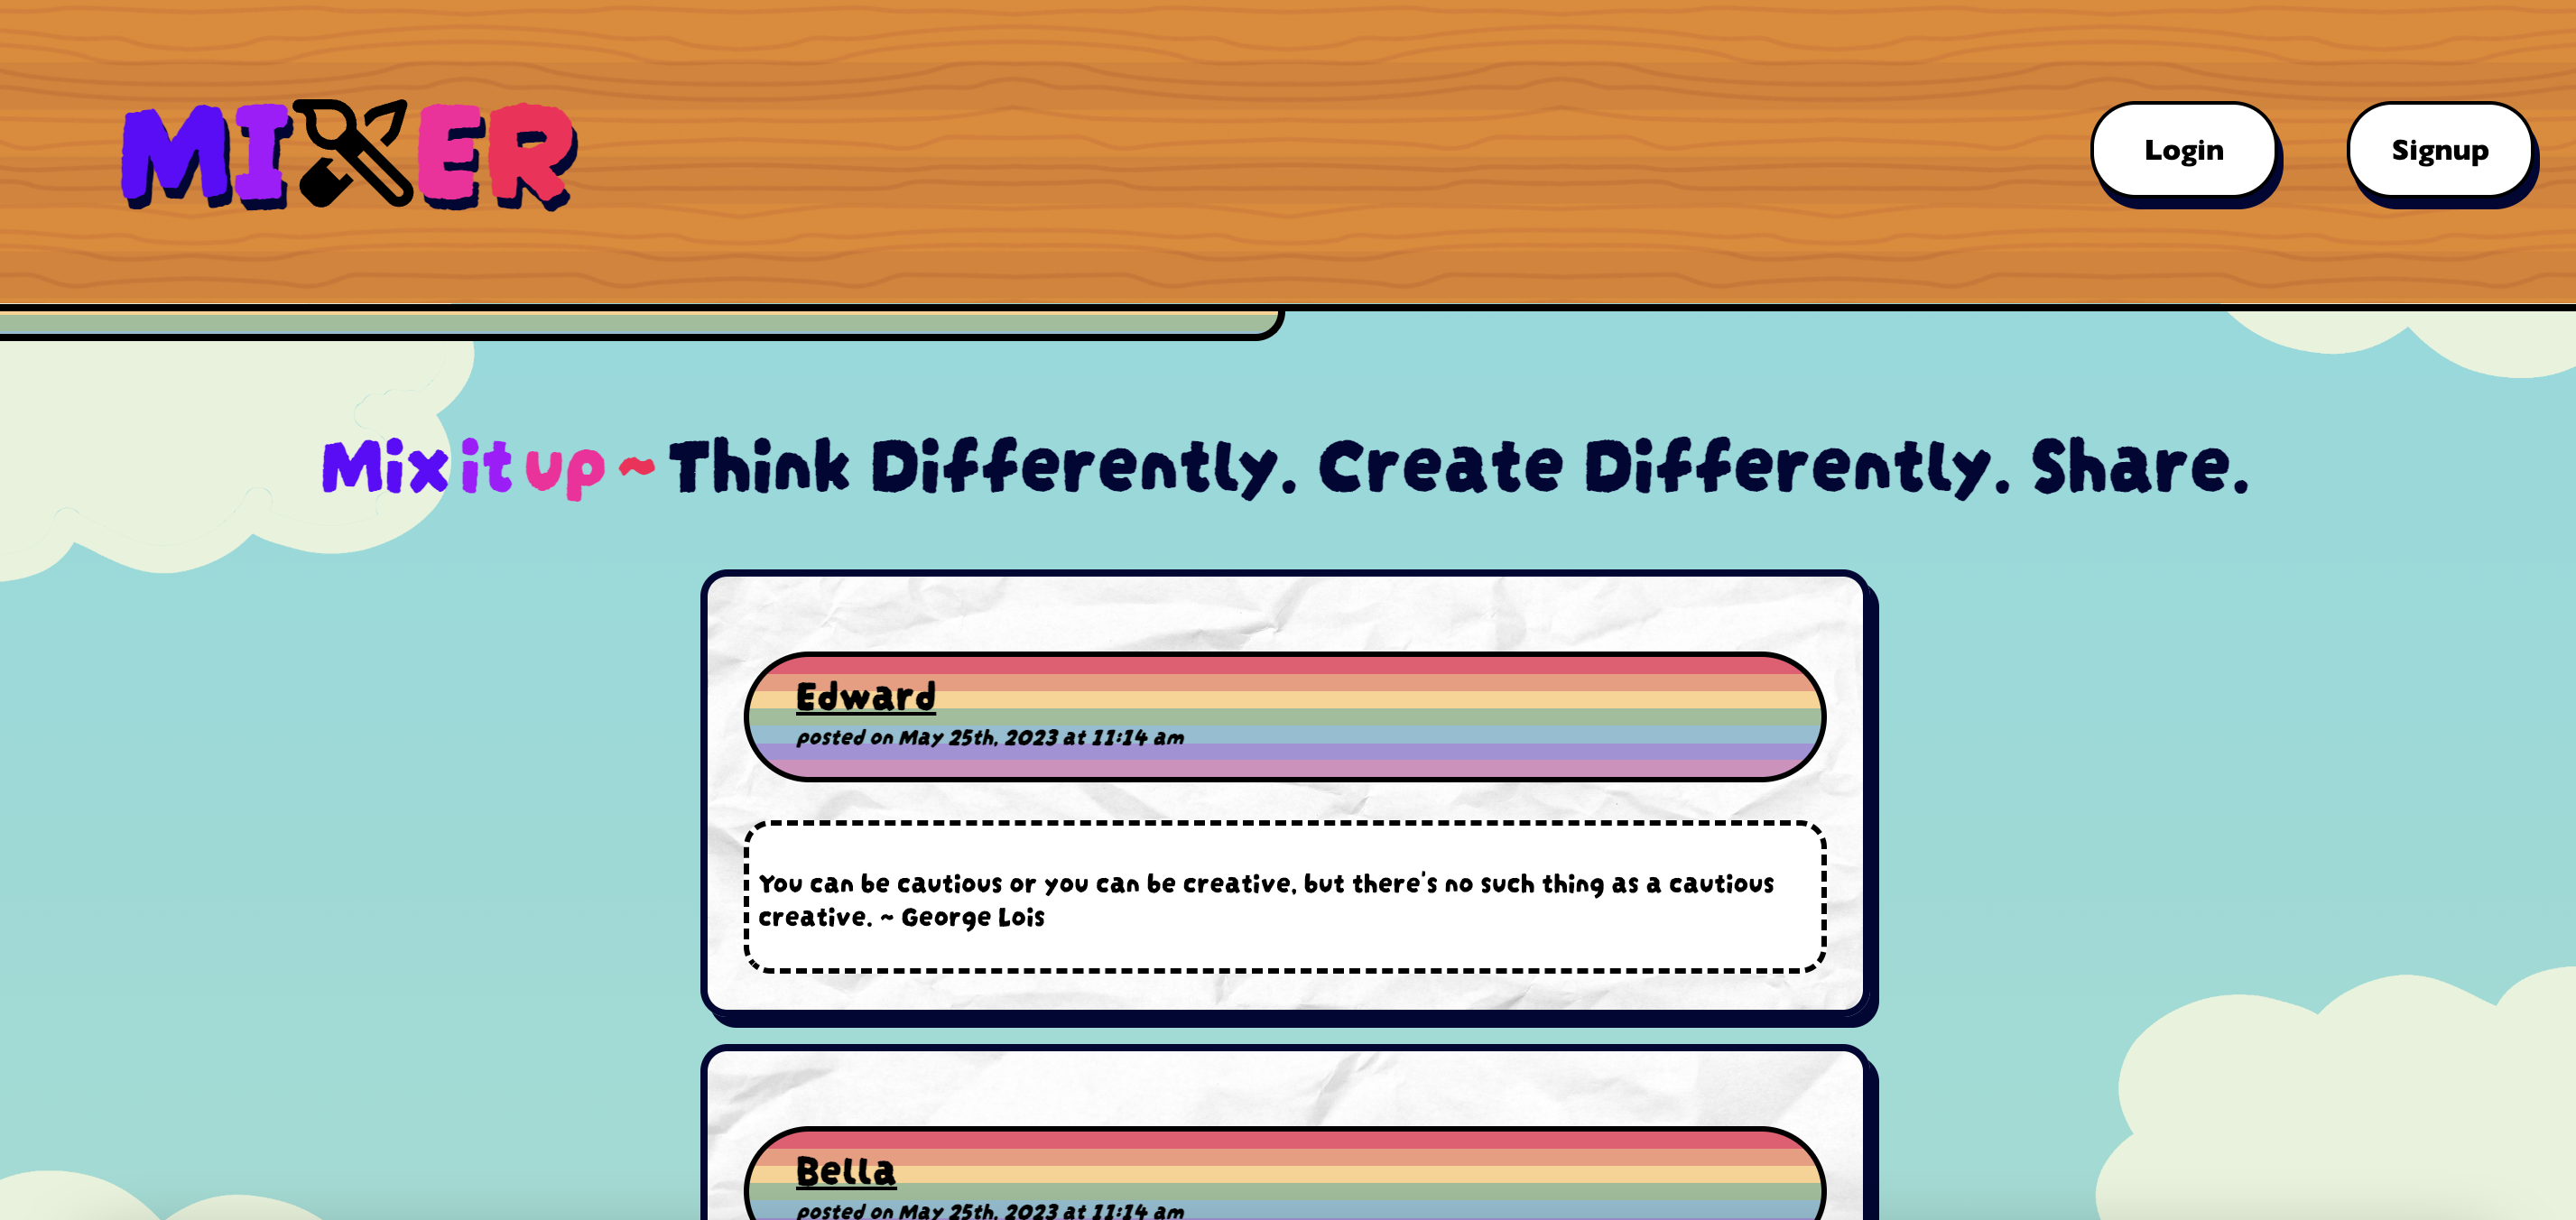 MIXER
Login
Signup
Mix it up ~ Think Differently. Create Differently. Share.
Edward
posted on May 25th, 2023 at 11:14 am
You can be cautious or you can be creative, but there's no such thing as a cautious
creative. ~ George Lois
Bella
posted on May 25th, 2023 at 11:14 am